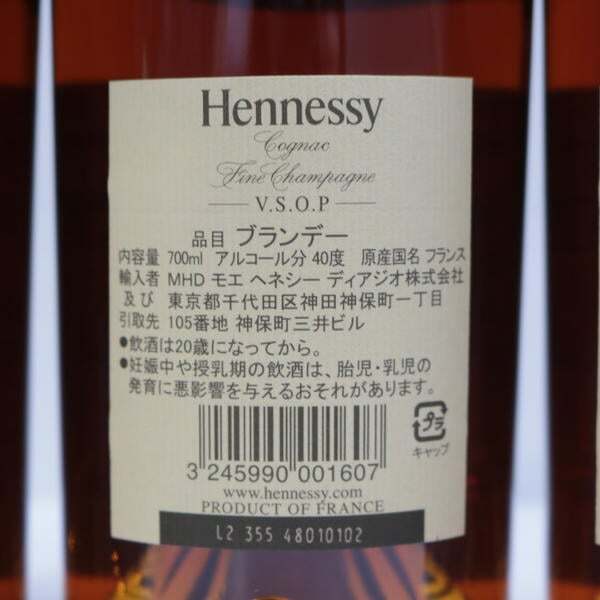 Hennessy
Cognac
Fine Champagne
V.S.O.P
品目 ブランデー
内容量 700ml アルコール分 40度 原産国名 フランス
輸入者 MHD モエ ヘネシー ディアジオ株式会社
及び 東京都千代田区神田神保町一丁目
引取先 105番地 神保町三井ビル
●飲酒は20歳になってから。
●妊娠中や授乳期の飲酒は、胎児・乳児の
発育に悪影響を与えるおそれがあります。
プラ
キャップ
3 245990 001607
www.hennessy.com
PRODUCT OF FRANCE
L2 355 48010102